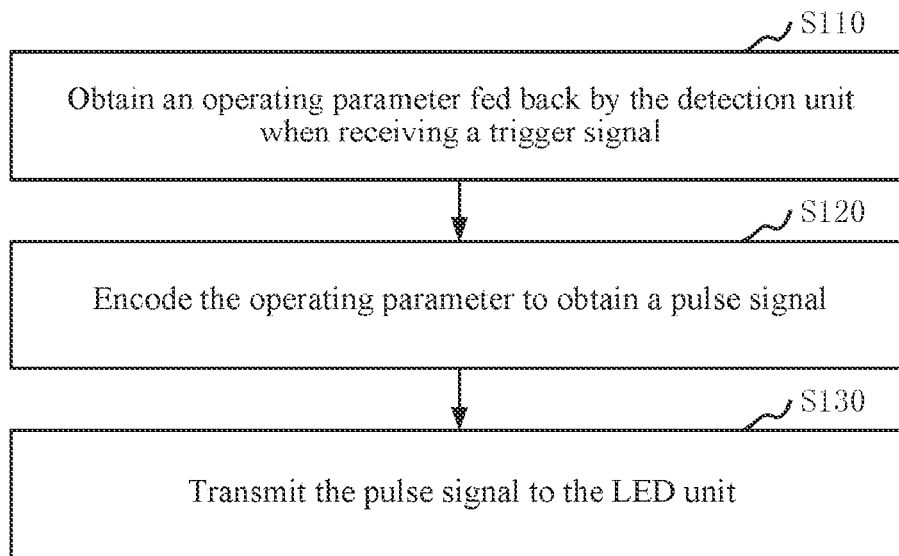 S110
Obtain an operating parameter fed back by the detection unit
when receiving a trigger signal
S120
Encode the operating parameter to obtain a pulse signal
S130
Transmit the pulse signal to the LED unit